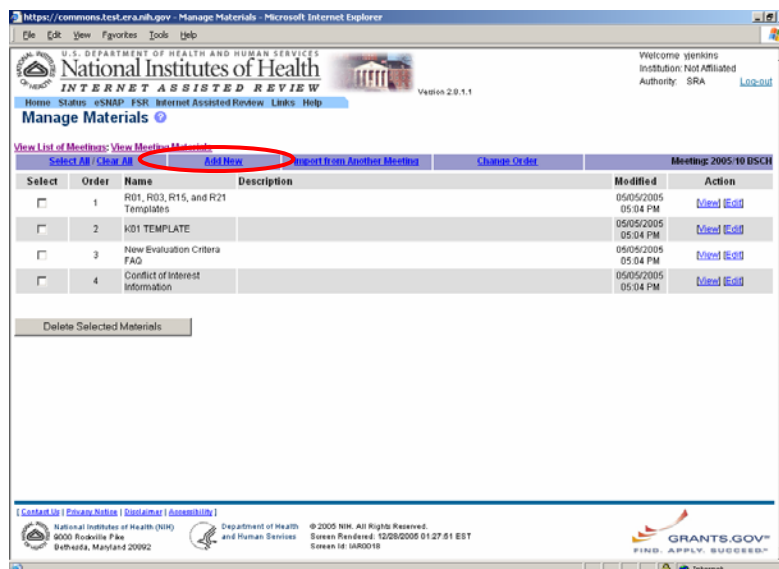 https://commons.test.era.nih.gov - Manage Materials - Microsoft Internet Explorer
File Edit View Favorites Tools Help
U.S. DEPARTMENT OF HEALTH AND HUMAN SERVICES
National Institutes of Health
INTERNET ASSISTED REVIEW
Version 2.8.1.1
Welcome vjenkins
Institution: Not Affiliated
Authority: SRA Log-out
Home Status eSNAP FSR Internet Assisted Review Links Help
Manage Materials
View List of Meetings: View Meeting Materials
Select All / Clear All Add New Import from Another Meeting Change Order Meeting: 2005/10 BSCH
Select Order Name Description Modified Action
1 R01, R03, R15, and R21 Templates 05/05/2005 05:04 PM [View] [Edit]
2 K01 TEMPLATE 05/05/2005 05:04 PM [View] [Edit]
3 New Evaluation Critera FAQ 05/05/2005 05:04 PM [View] [Edit]
4 Conflict of Interest Information 05/05/2005 05:04 PM [View] [Edit]
Delete Selected Materials
[ Contact Us | Privacy Notice | Disclaimer | Accessibility ]
National Institutes of Health (NIH)
9000 Rockville Pike
Bethesda, Maryland 20892
Department of Health
and Human Services
© 2005 NIH. All Rights Reserved.
Screen Rendered: 12/28/2005 01:27:51 EST
Screen Id: IAR0018
GRANTS.GOV℠
FIND. APPLY. SUCCEED.℠
Internet